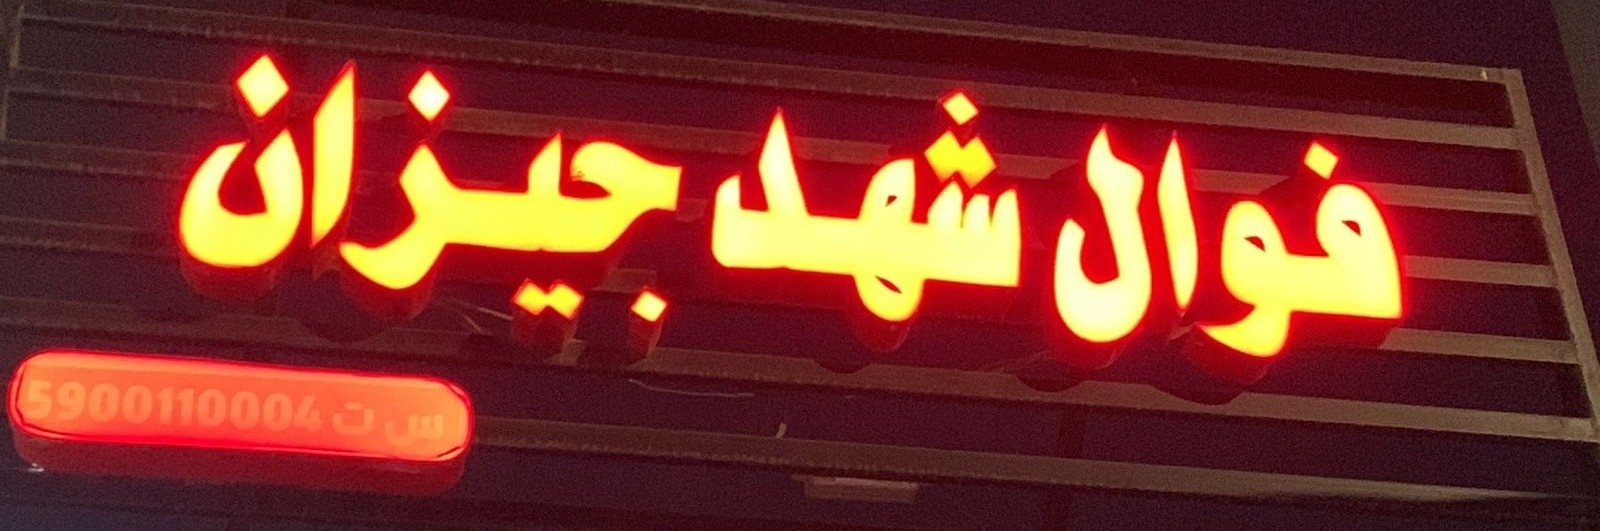 فوال شهد جيزان
س ت 5900110004